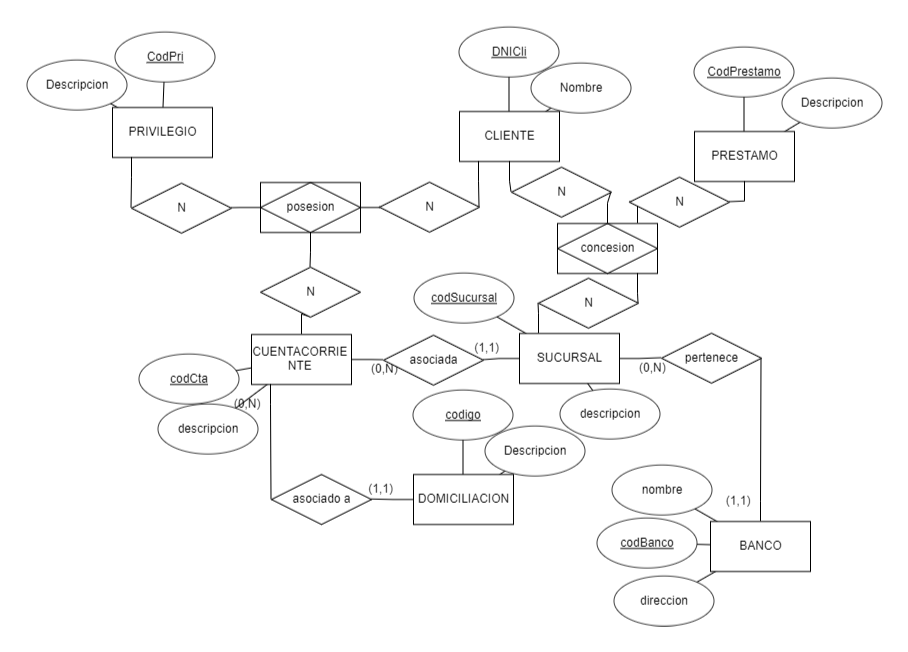 DNICli
CodPri
CodPrestamo
Descripcion
Nombre
Descripcion
PRIVILEGIO
CLIENTE
PRESTAMO
N
posesion
N
N
N
concesion
N
codSucursal
N
CUENTACORRIE
NTE
(0,N)
asociada
(1,1)
SUCURSAL
(0,N)
pertenece
codCta
(0,N)
descripcion
codigo
descripcion
Descripcion
asociado a
(1,1)
DOMICILIACION
nombre
(1,1)
codBanco
BANCO
direccion